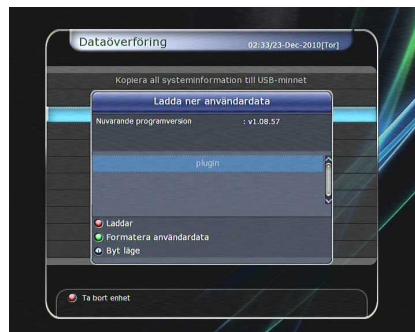 Dataöverföring
02:33/23-Dec-2010[Tor]
Kopiera all systeminformation till USB-minnet
Ladda ner användardata
Nuvarande programversion : v1.08.57
plugin
Laddar
Formatera användardata
Byt läge
Ta bort enhet